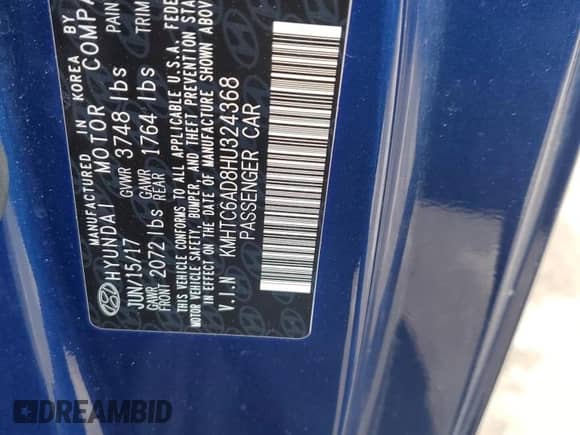 MANUFACTURED IN KOREA BY
HYUNDAI MOTOR COMPA
JUN/15/17 GVWR 3748 lbs PAIN
GAWR FRONT 2072 lbs GAWR REAR 1764 lbs TRIM
THIS VEHICLE CONFORMS TO ALL APPLICABLE U.S.A. FEDE
MOTOR VEHICLE SAFETY, BUMPER, AND THEFT PREVENTION STA
IN EFFECT ON THE DATE OF MANUFACTURE SHOWN ABOVE
V.I.N KMHTC6AD8HU324368
PASSENGER CAR
DREAMBID